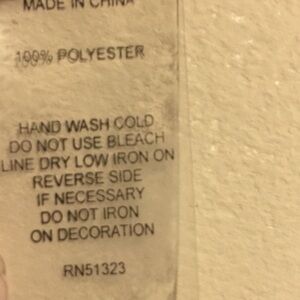 MADE IN CHINA
100% POLYESTER
HAND WASH COLD
DO NOT USE BLEACH
LINE DRY LOW IRON ON
REVERSE SIDE
IF NECESSARY
DO NOT IRON
ON DECORATION
RN51323